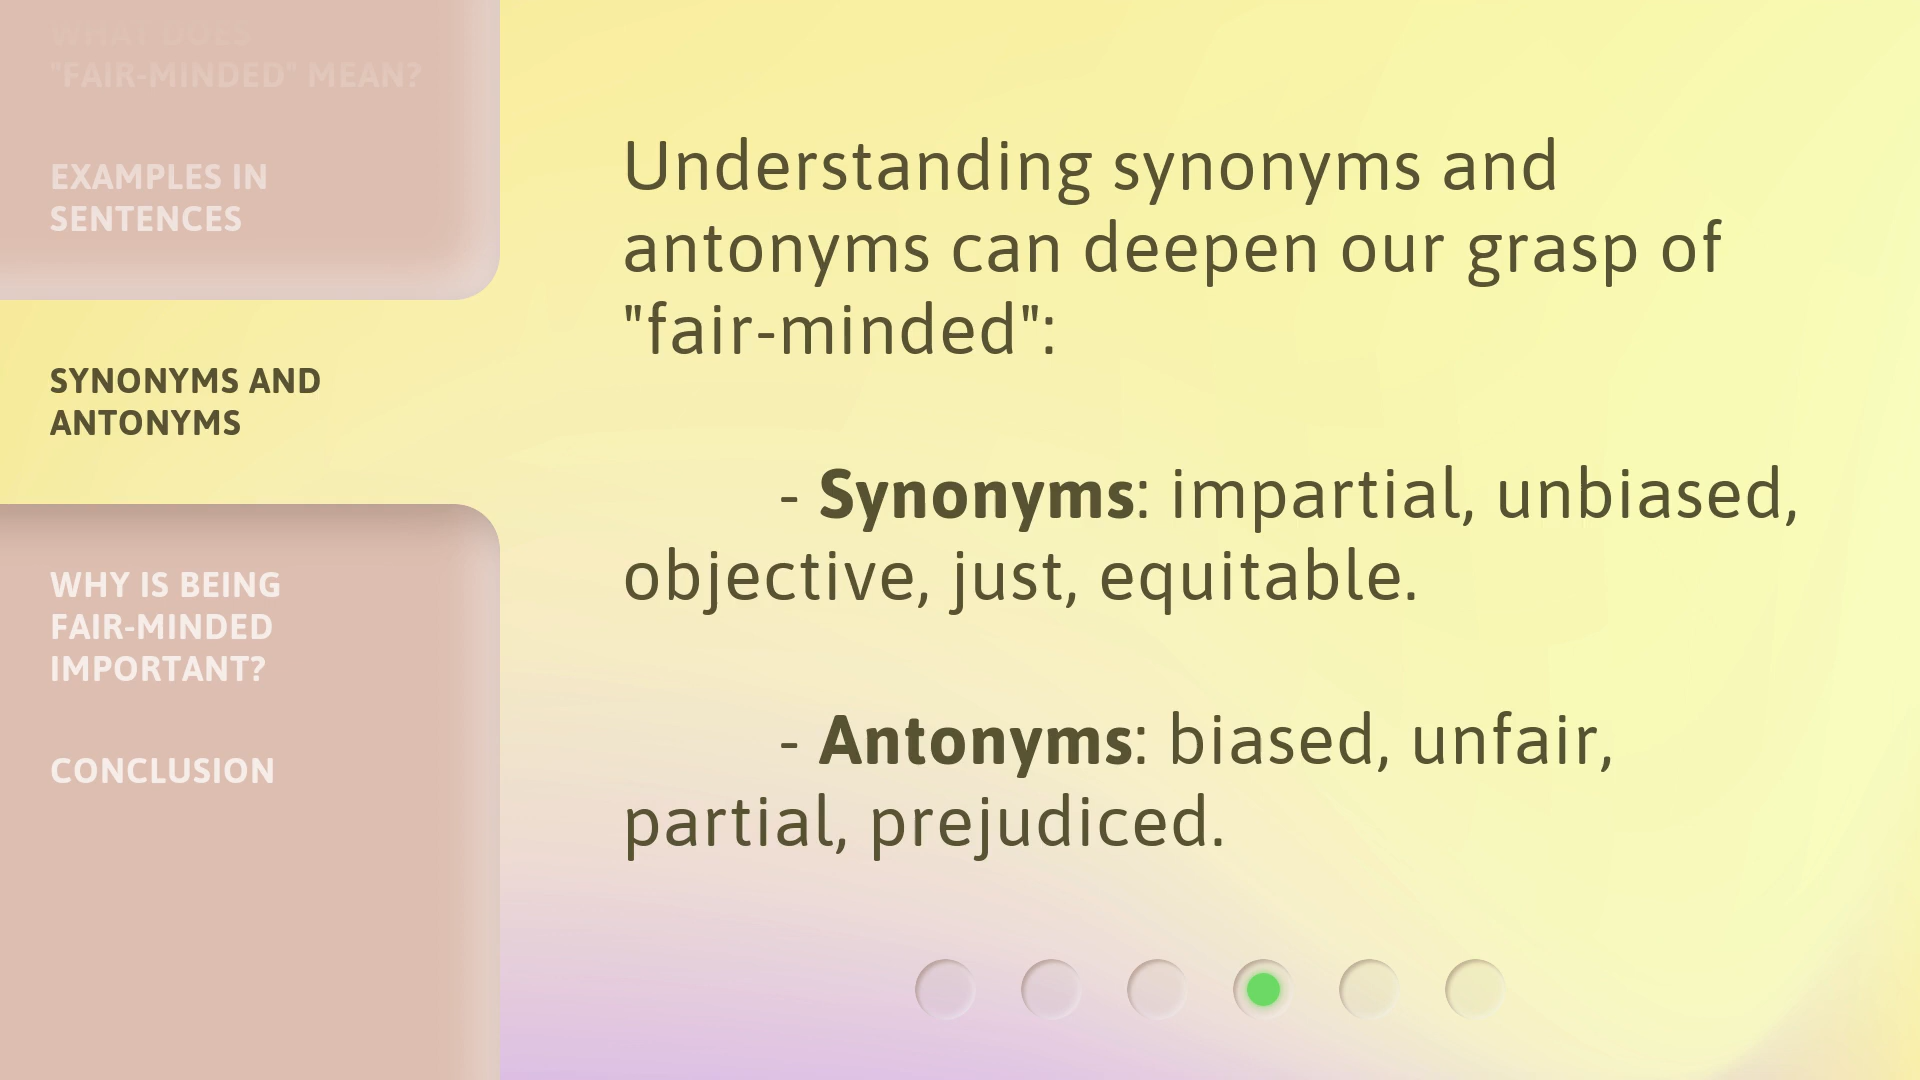 WHAT DOES
"FAIR-MINDED" MEAN?
EXAMPLES IN
SENTENCES
SYNONYMS AND
ANTONYMS
WHY IS BEING
FAIR-MINDED
IMPORTANT?
CONCLUSION
Understanding synonyms and
antonyms can deepen our grasp of
"fair-minded":
- Synonyms: impartial, unbiased,
objective, just, equitable.
- Antonyms: biased, unfair,
partial, prejudiced.